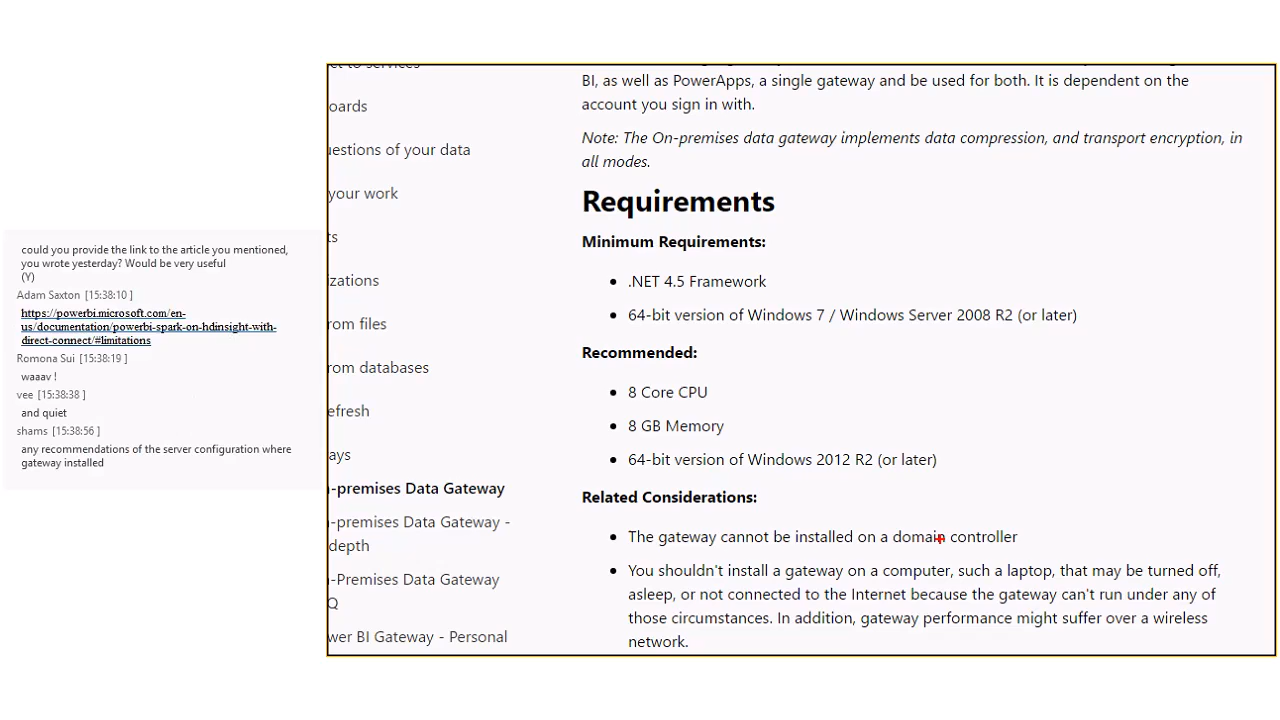 could you provide the link to the article you mentioned,
you wrote yesterday? Would be very useful
(Y)
Adam Saxton [15:38:10 ]
https://powerbi.microsoft.com/en-
us/documentation/powerbi-spark-on-hdinsight-with-
direct-connect/#limitations
Romona Sui [15:38:19 ]
waaav !
vee [15:38:38 ]
and quiet
shams [15:38:56 ]
any recommendations of the server configuration where
gateway installed
ct to services
oards
uestions of your data
your work
ts
zations
rom files
rom databases
efresh
ays
n-premises Data Gateway
n-premises Data Gateway -
depth
n-Premises Data Gateway
Q
wer BI Gateway - Personal
BI, as well as PowerApps, a single gateway and be used for both. It is dependent on the
account you sign in with.
Note: The On-premises data gateway implements data compression, and transport encryption, in
all modes.
Requirements
Minimum Requirements:
• .NET 4.5 Framework
• 64-bit version of Windows 7 / Windows Server 2008 R2 (or later)
Recommended:
• 8 Core CPU
• 8 GB Memory
• 64-bit version of Windows 2012 R2 (or later)
Related Considerations:
• The gateway cannot be installed on a domain controller
• You shouldn't install a gateway on a computer, such a laptop, that may be turned off,
asleep, or not connected to the Internet because the gateway can't run under any of
those circumstances. In addition, gateway performance might suffer over a wireless
network.